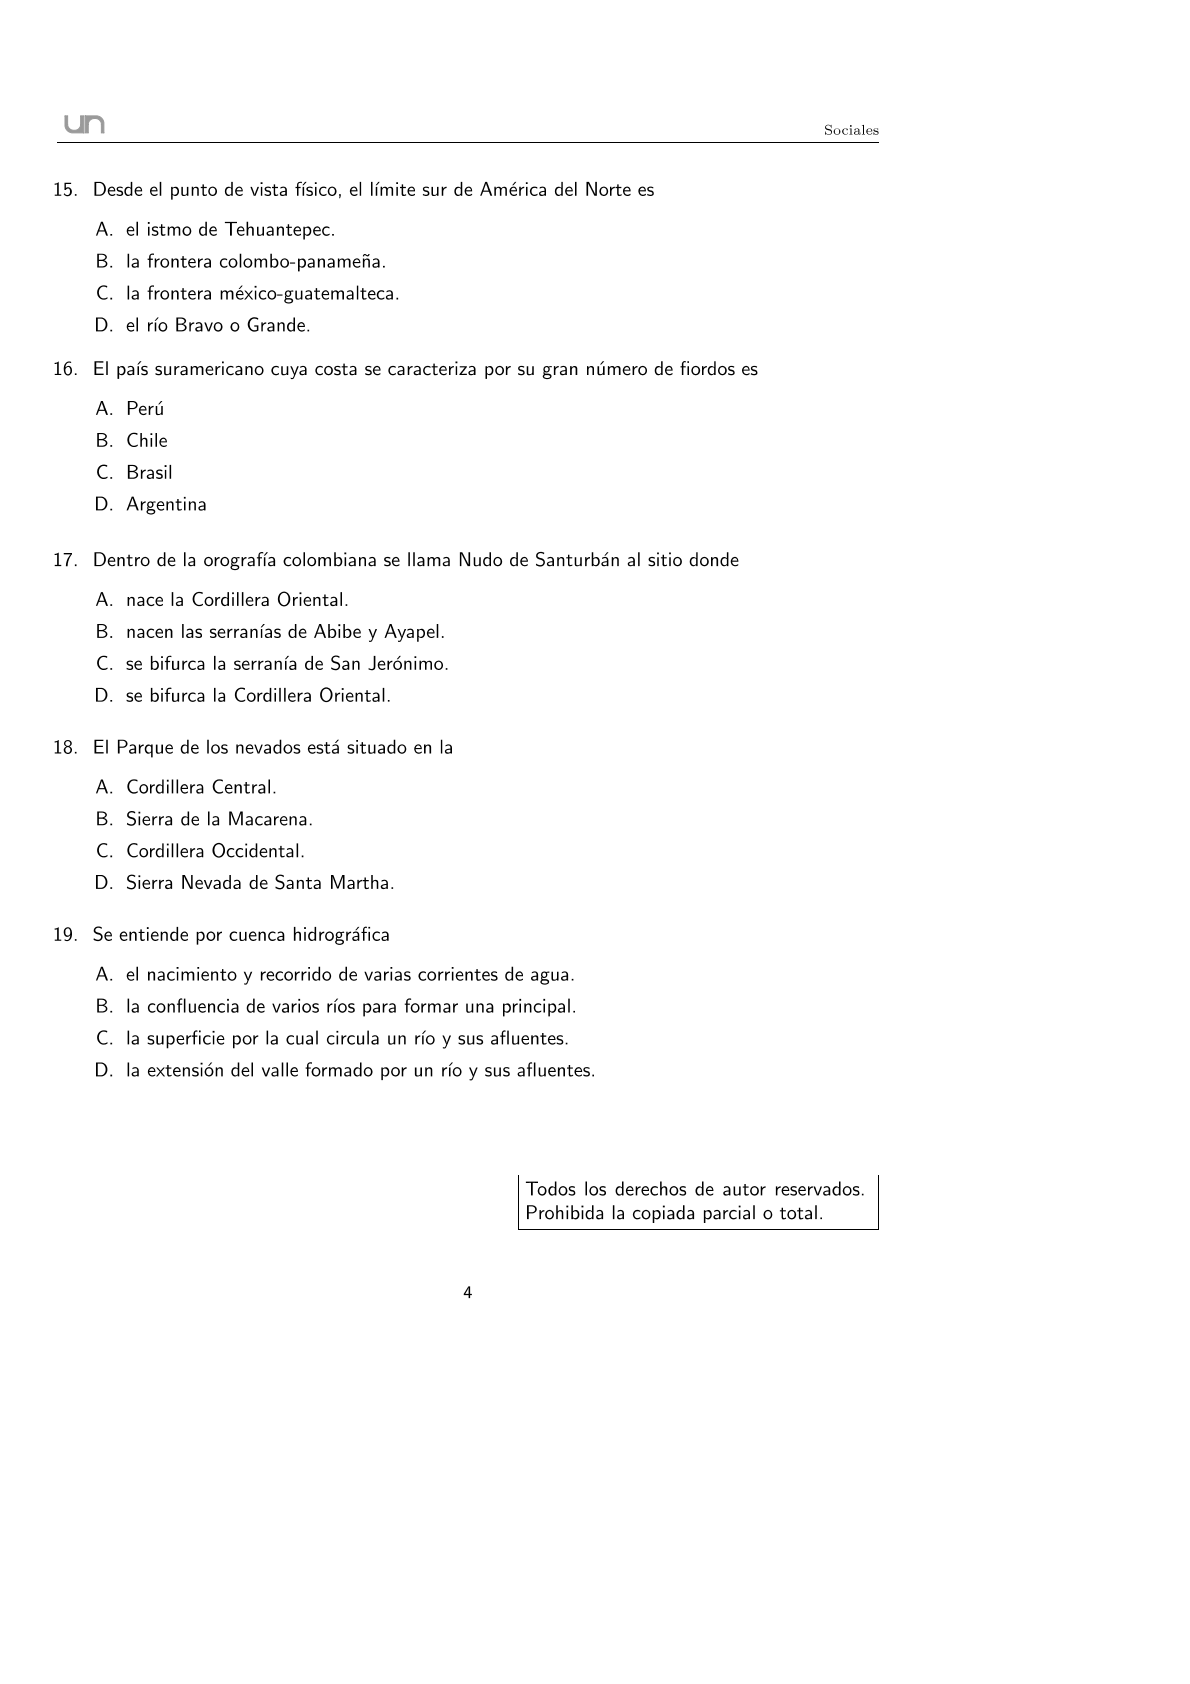 un
Sociales
15. Desde el punto de vista físico, el límite sur de América del Norte es
A. el istmo de Tehuantepec.
B. la frontera colombo-panameña.
C. la frontera méxico-guatemalteca.
D. el río Bravo o Grande.
16. El país suramericano cuya costa se caracteriza por su gran número de fiordos es
A. Perú
B. Chile
C. Brasil
D. Argentina
17. Dentro de la orografía colombiana se llama Nudo de Santurbán al sitio donde
A. nace la Cordillera Oriental.
B. nacen las serranías de Abibe y Ayapel.
C. se bifurca la serranía de San Jerónimo.
D. se bifurca la Cordillera Oriental.
18. El Parque de los nevados está situado en la
A. Cordillera Central.
B. Sierra de la Macarena.
C. Cordillera Occidental.
D. Sierra Nevada de Santa Martha.
19. Se entiende por cuenca hidrográfica
A. el nacimiento y recorrido de varias corrientes de agua.
B. la confluencia de varios ríos para formar una principal.
C. la superficie por la cual circula un río y sus afluentes.
D. la extensión del valle formado por un río y sus afluentes.
Todos los derechos de autor reservados.
Prohibida la copiada parcial o total.
4